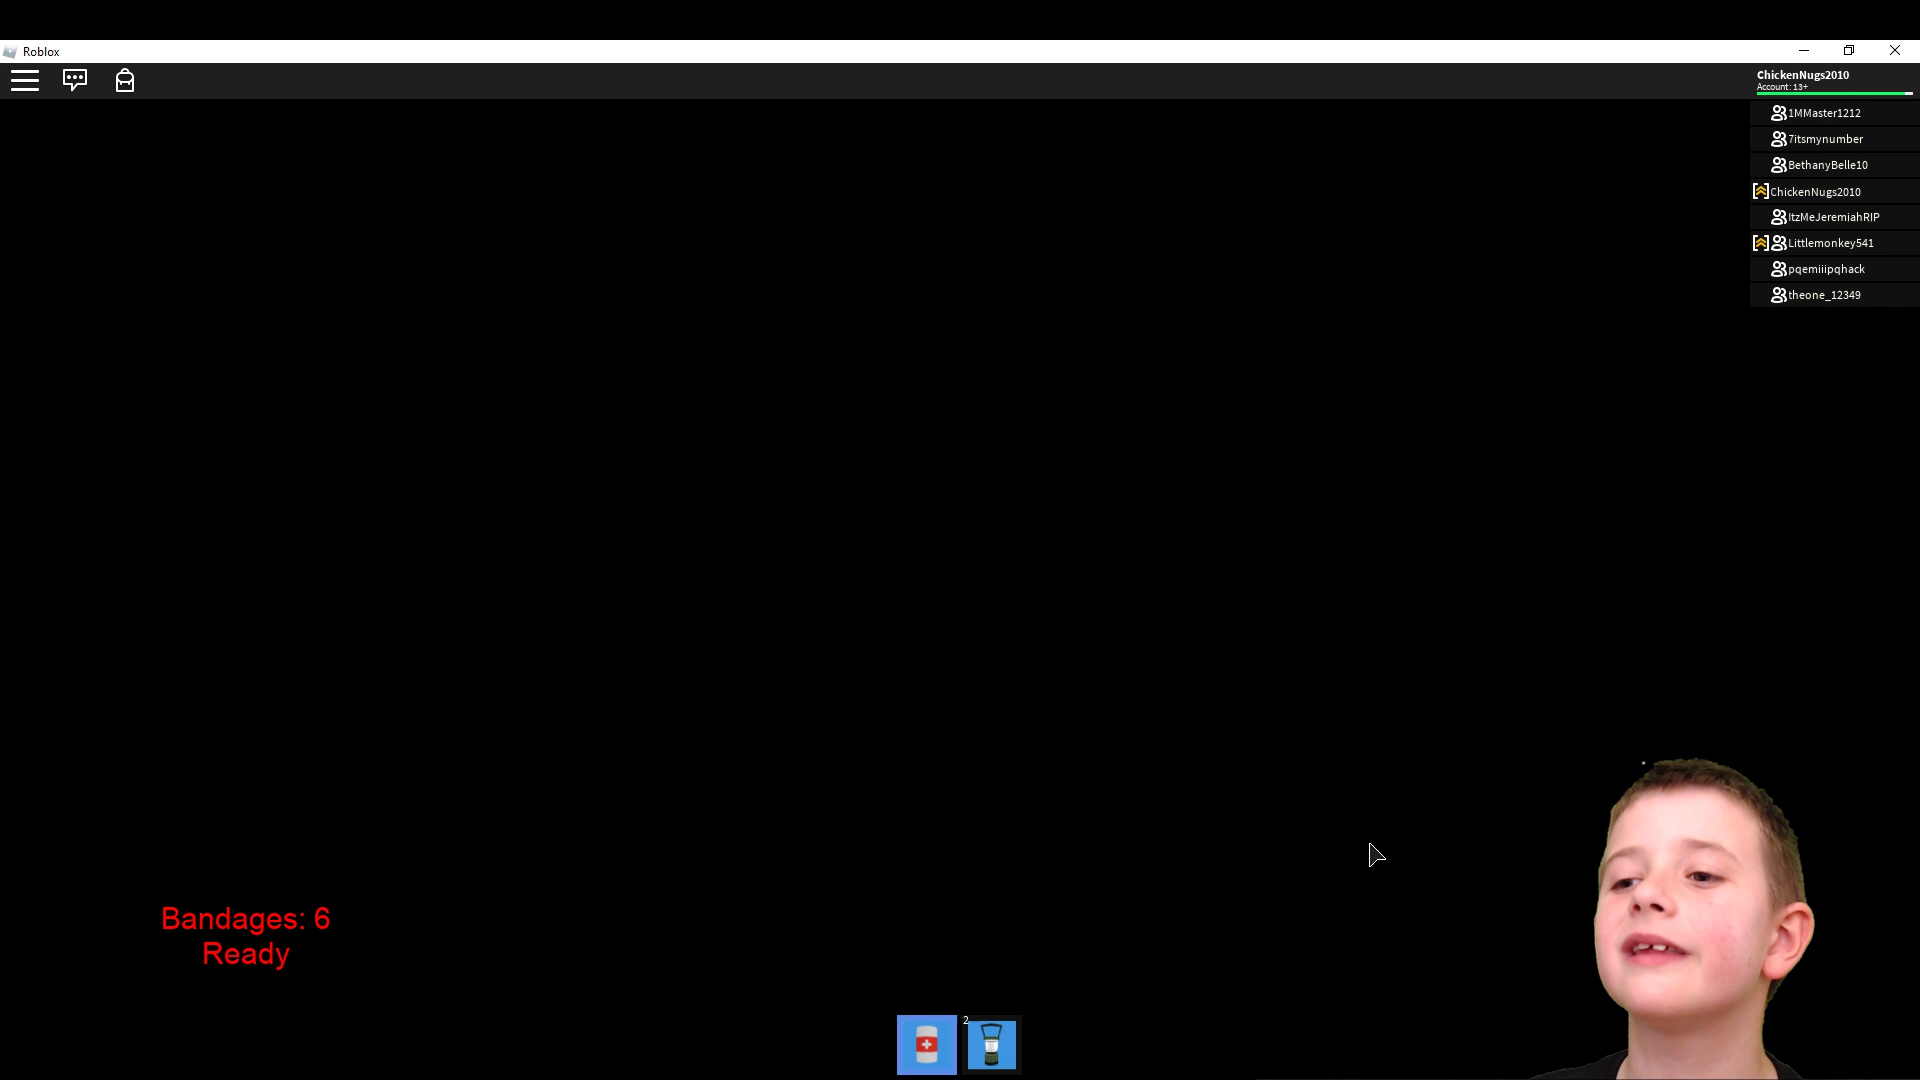 Roblox
ChickenNugs2010
Account: 13+
1MMaster1212
7itsmynumber
BethanyBelle10
ChickenNugs2010
ItzMeJeremiahRIP
Littlemonkey541
pqemiiipqhack
theone_12349
Bandages: 6
Ready
2